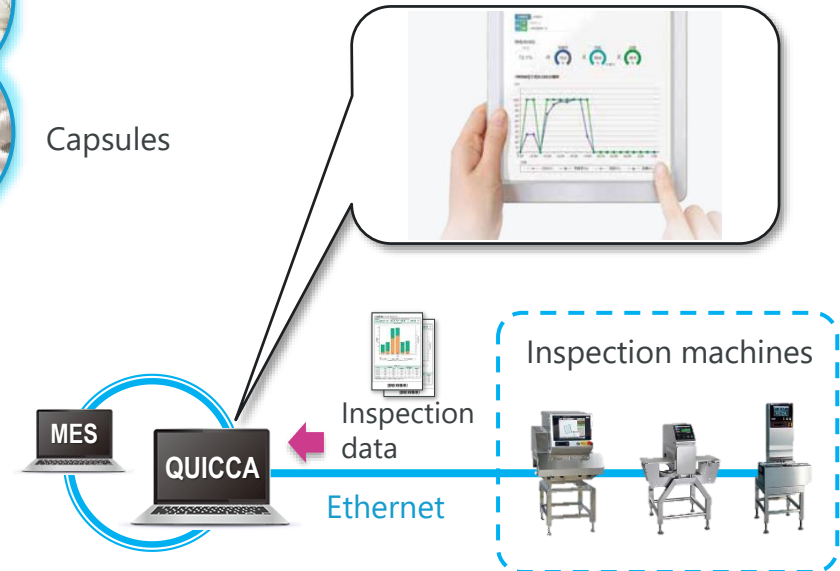 Capsules
Inspection machines
Inspection
data
MES
QUICCA
Ethernet